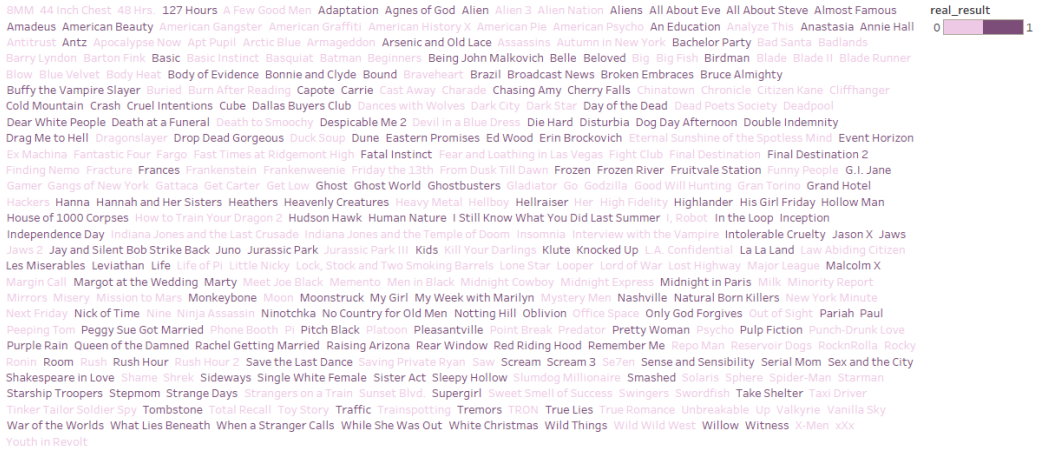 8MM 44 Inch Chest 48 Hrs. 127 Hours A Few Good Men Adaptation Agnes of God Alien Alien 3 Alien Nation Aliens All About Eve All About Steve Almost Famous
real_result
Amadeus American Beauty American Gangster American Graffiti American History X American Pie American Psycho An Education Analyze This Anastasia Annie Hall
0 1
Antitrust Antz Apocalypse Now Apt Pupil Arctic Blue Armageddon Arsenic and Old Lace Assassins Autumn in New York Bachelor Party Bad Santa Badlands
Barry Lyndon Barton Fink Basic Basic Instinct Basquiat Batman Beginners Being John Malkovich Belle Beloved Big Big Fish Birdman Blade Blade II Blade Runner
Blow Blue Velvet Body Heat Body of Evidence Bonnie and Clyde Bound Braveheart Brazil Broadcast News Broken Embraces Bruce Almighty
Buffy the Vampire Slayer Buried Burn After Reading Capote Carrie Cast Away Charade Chasing Amy Cherry Falls Chinatown Chronicle Citizen Kane Cliffhanger
Cold Mountain Crash Cruel Intentions Cube Dallas Buyers Club Dances with Wolves Dark City Dark Star Day of the Dead Dead Poets Society Deadpool
Dear White People Death at a Funeral Death to Smoochy Despicable Me 2 Devil in a Blue Dress Die Hard Disturbia Dog Day Afternoon Double Indemnity
Drag Me to Hell Dragonslayer Drop Dead Gorgeous Duck Soup Dune Eastern Promises Ed Wood Erin Brockovich Eternal Sunshine of the Spotless Mind Event Horizon
Ex Machina Fantastic Four Fargo Fast Times at Ridgemont High Fatal Instinct Fear and Loathing in Las Vegas Fight Club Final Destination Final Destination 2
Finding Nemo Fracture Frances Frankenstein Frankenweenie Friday the 13th From Dusk Till Dawn Frozen Frozen River Fruitvale Station Funny People G.I. Jane
Gamer Gangs of New York Gattaca Get Carter Get Low Ghost Ghost World Ghostbusters Gladiator Go Godzilla Good Will Hunting Gran Torino Grand Hotel
Hackers Hanna Hannah and Her Sisters Heathers Heavenly Creatures Heavy Metal Hellboy Hellraiser Her High Fidelity Highlander His Girl Friday Hollow Man
House of 1000 Corpses How to Train Your Dragon 2 Hudson Hawk Human Nature I Still Know What You Did Last Summer I, Robot In the Loop Inception
Independence Day Indiana Jones and the Last Crusade Indiana Jones and the Temple of Doom Insomnia Interview with the Vampire Intolerable Cruelty Jason X Jaws
Jaws 2 Jay and Silent Bob Strike Back Juno Jurassic Park Jurassic Park III Kids Kill Your Darlings Klute Knocked Up L.A. Confidential La La Land Law Abiding Citizen
Les Miserables Leviathan Life Life of Pi Little Nicky Lock, Stock and Two Smoking Barrels Lone Star Looper Lord of War Lost Highway Major League Malcolm X
Margin Call Margot at the Wedding Marty Meet Joe Black Memento Men in Black Midnight Cowboy Midnight Express Midnight in Paris Milk Minority Report
Mirrors Misery Mission to Mars Monkeybone Moon Moonstruck My Girl My Week with Marilyn Mystery Men Nashville Natural Born Killers New York Minute
Next Friday Nick of Time Nine Ninja Assassin Ninotchka No Country for Old Men Notting Hill Oblivion Office Space Only God Forgives Out of Sight Pariah Paul
Peeping Tom Peggy Sue Got Married Phone Booth Pi Pitch Black Platoon Pleasantville Point Break Predator Pretty Woman Psycho Pulp Fiction Punch-Drunk Love
Purple Rain Queen of the Damned Rachel Getting Married Raising Arizona Rear Window Red Riding Hood Remember Me Repo Man Reservoir Dogs RocknRolla Rocky
Ronin Room Rush Rush Hour Rush Hour 2 Save the Last Dance Saving Private Ryan Saw Scream Scream 3 Se7en Sense and Sensibility Serial Mom Sex and the City
Shakespeare in Love Shame Shrek Sideways Single White Female Sister Act Sleepy Hollow Slumdog Millionaire Smashed Solaris Sphere Spider-Man Starman
Starship Troopers Stepmom Strange Days Strangers on a Train Sunset Blvd. Supergirl Sweet Smell of Success Swingers Swordfish Take Shelter Taxi Driver
Tinker Tailor Soldier Spy Tombstone Total Recall Toy Story Traffic Trainspotting Tremors TRON True Lies True Romance Unbreakable Up Valkyrie Vanilla Sky
War of the Worlds What Lies Beneath When a Stranger Calls While She Was Out White Christmas Wild Things Wild Wild West Willow Witness X-Men xXx
Youth in Revolt